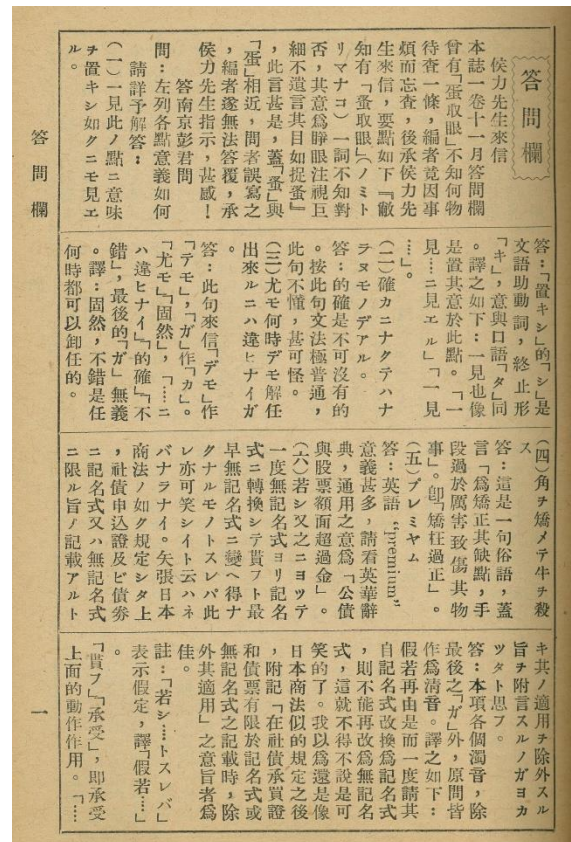 答問欄
侯力先生來信
本誌一卷十一月答問欄
曾有「蛋取眼」不知何物
待查一條，編者竟因事
煩而忘查，後承侯力先
生來信，要點如下『敝
知有「蚤取眼」（ノミト
リマナコ）一詞不知對
否，其意爲睜眼注視巨
細不遺言其目如捉蚤』
，此言甚是，蓋「蚤」與
「蛋」相近，問者誤寫之
，編者遂無法答覆，承
侯力先生指示，甚感！
答南京彭君問
問：左列各點意義如何
請詳予解答：
（一）一見此ノ點ニ意味
ヲ置キシ如クニモ見エ
ル。
答：「置キシ」的「シ」是
文語助動詞，終止形
「キ」，意與口語「タ」同
。譯之如下：一見也像
是置其意於此點。「一
見……ニ見エル」「一見
…」。
（二）確カニナクテハナ
ラヌモノデアル。
答：的確是不可沒有的
。按此句文法極普通，
此句不懂，甚可怪。
（三）尤モ何時デモ解任
出來ルニハ違ヒナイガ
。
答：此句來信「デモ」作
「テモ」，「ガ」作「カ」。
「尤モ」「固然」，「……ニ
ハ違ヒナイ」「的確」「不
錯」，最後的「ガ」無義
。譯：固然，不錯是任
何時都可以卸任的。
（四）角ヲ矯メテ牛ヲ殺
ス
答：這是一句俗語，蓋
言「爲矯正其缺點，手
段過於厲害，致傷其物
事」。卽「矯枉過正」。
（五）プレミヤム
答：英語“premium”
意義甚多，請看英華辭
典，通用之意爲「公債
與股票額面超過金」。
（六）若シ又之ニヨツテ
一度無記名式ヨリ記名
式ニ轉換シテ貰フト最
早無記名式ニ變ヘ得ナ
クナルモノトスレバ此
レ亦可笑シイト云ハネ
バナラナイ。矢張日本
商法ノ如ク規定シタ上
，社債申込證及ビ債劵
ニ記名式又ハ無記名式
ニ限ル旨ノ記載アルト
キ其ノ適用ヲ除外スル
旨ヲ附言スルノガヨカ
ツタト思フ。
答：本項各個濁音，除
最後之「ガ」外，原問皆
作爲清音。譯之如下：
假若再由是而一度請其
自記名式改換爲記名式
，則不能再改爲無記名
式，這就不得不說是可
笑的了。我以爲還是像
日本商法似的規定之後
，附記「在社債承買證
和債票有限於記名式或
無記名式之記載時，除
外其適用」之意旨者爲
佳。
註：「若シ……トスレバ」
表示假定，譯「假若……」
。
「貰フ」「承受」，即承受
上面的動作作用。「……
答問欄
一